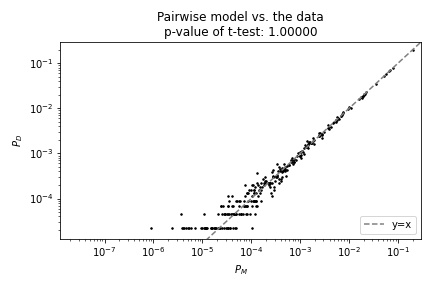 Pairwise model vs. the data
p-value of t-test: 1.00000
P_D
10⁻¹
10⁻²
10⁻³
10⁻⁴
y=x
10⁻⁷ 10⁻⁶ 10⁻⁵ 10⁻⁴ 10⁻³ 10⁻² 10⁻¹
P_M